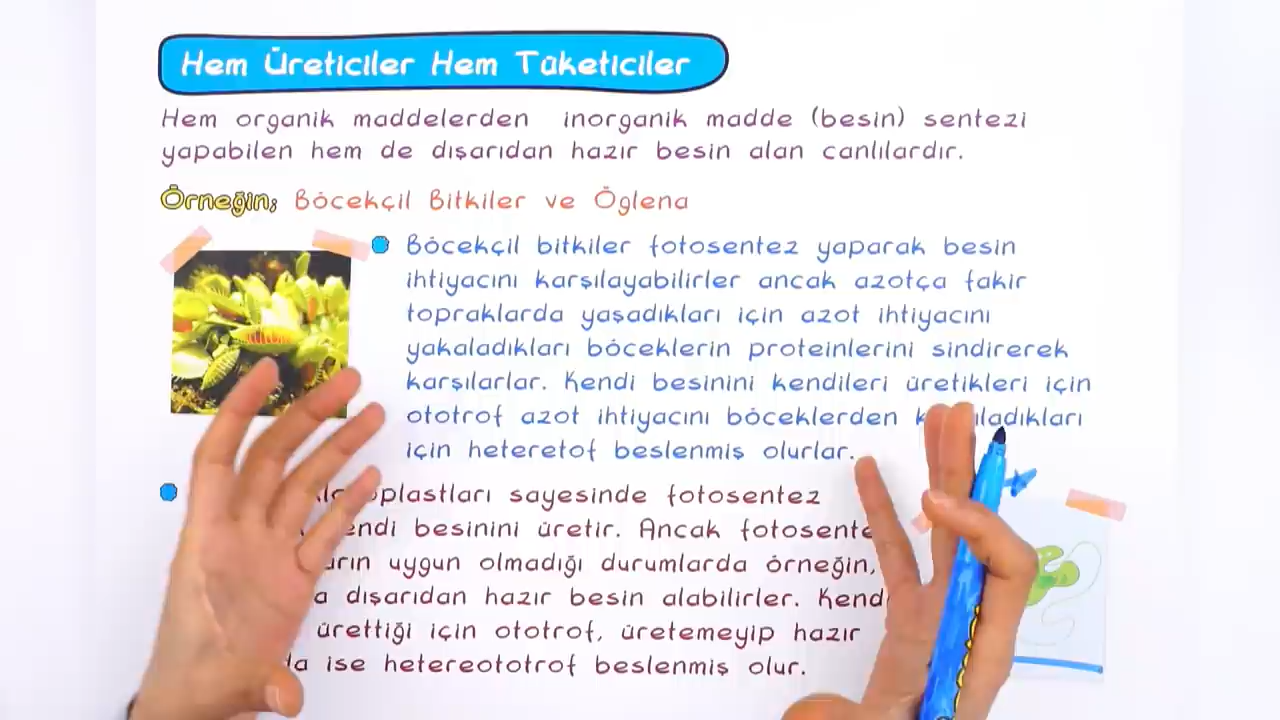 Hem Üreticiler Hem Tüketiciler
Hem organik maddelerden inorganik madde (besin) sentezi
yapabilen hem de dışarıdan hazır besin alan canlılardır.
Örneğin; Böcekçil Bitkiler ve Öglena
Böcekçil bitkiler fotosentez yaparak besin
ihtiyacını karşılayabilirler ancak azotça fakir
topraklarda yaşadıkları için azot ihtiyacını
yakaladıkları böceklerin proteinlerini sindirerek
karşılarlar. Kendi besinini kendileri üretikleri için
ototrof azot ihtiyacını böceklerden
için heteretof beslenmiş olurlar.
sayesinde fotosentez
besinini üretir. Ancak
uygun olmadığı durumlarda örneğin,
dışarıdan hazır besin alabilirler.
ürettiği için ototrof, üretemeyip hazır
ise hetereototrof beslenmiş olur.